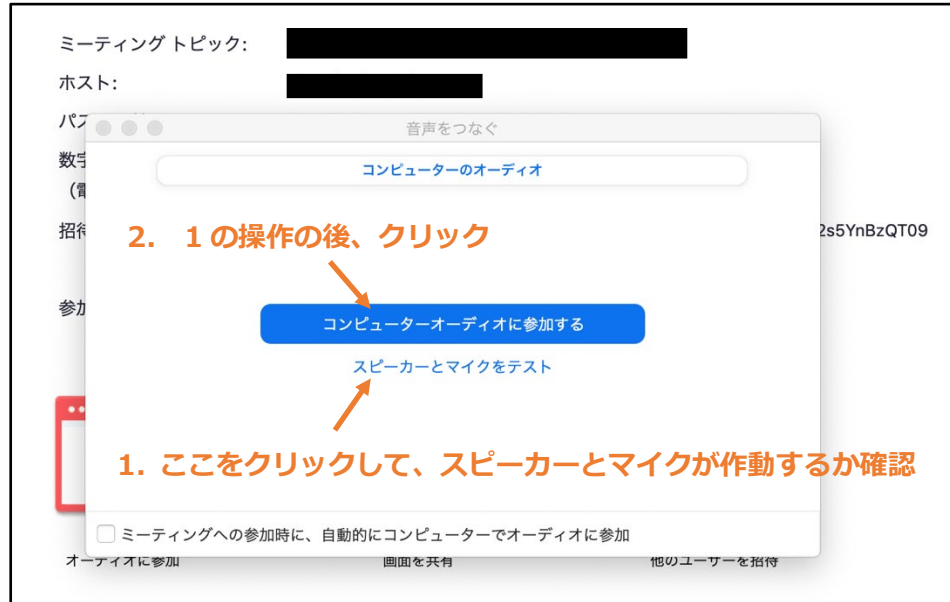 ミーティング トピック:
ホスト:
音声をつなぐ
コンピューターのオーディオ
2. 1の操作の後、クリック
2s5YnBzQT09
コンピューターオーディオに参加する
スピーカーとマイクをテスト
1. ここをクリックして、スピーカーとマイクが作動するか確認
ミーティングへの参加時に、自動的にコンピューターでオーディオに参加
オーディオに参加
画面を共有
他のユーザーを招待